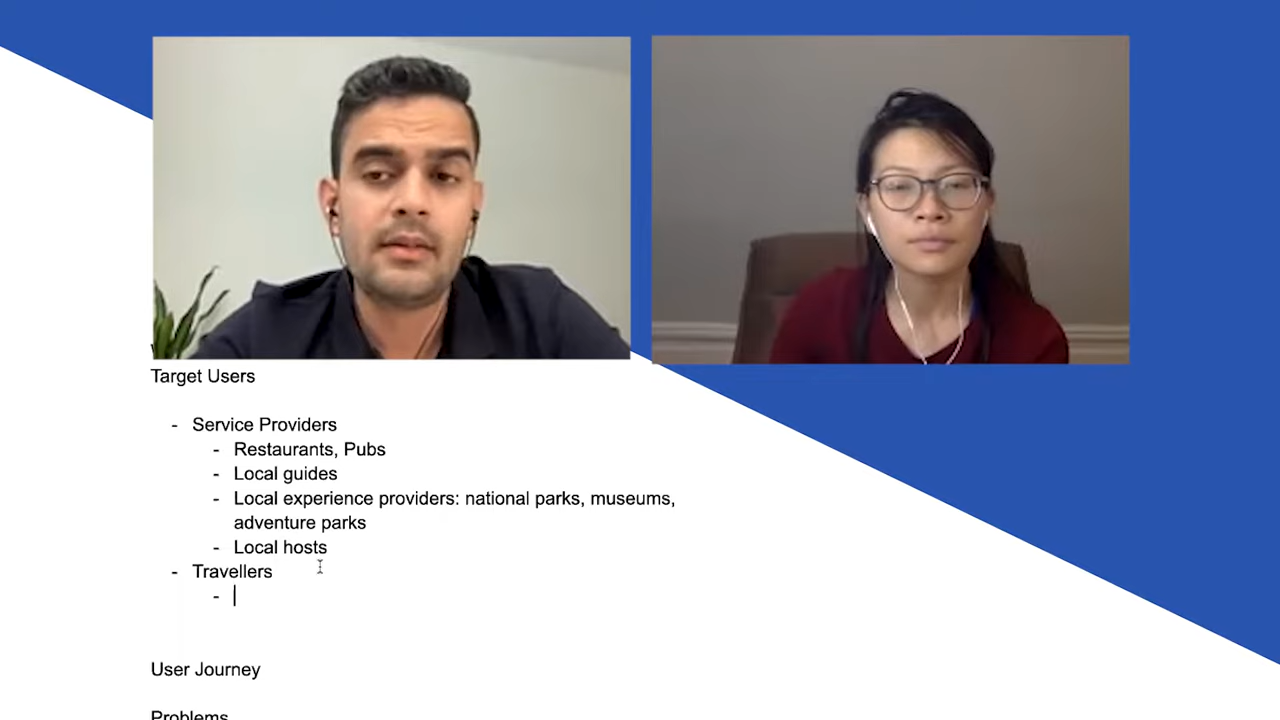 Target Users
- Service Providers
- Restaurants, Pubs
- Local guides
- Local experience providers: national parks, museums,
adventure parks
- Local hosts
- Travellers
-
User Journey
Problems